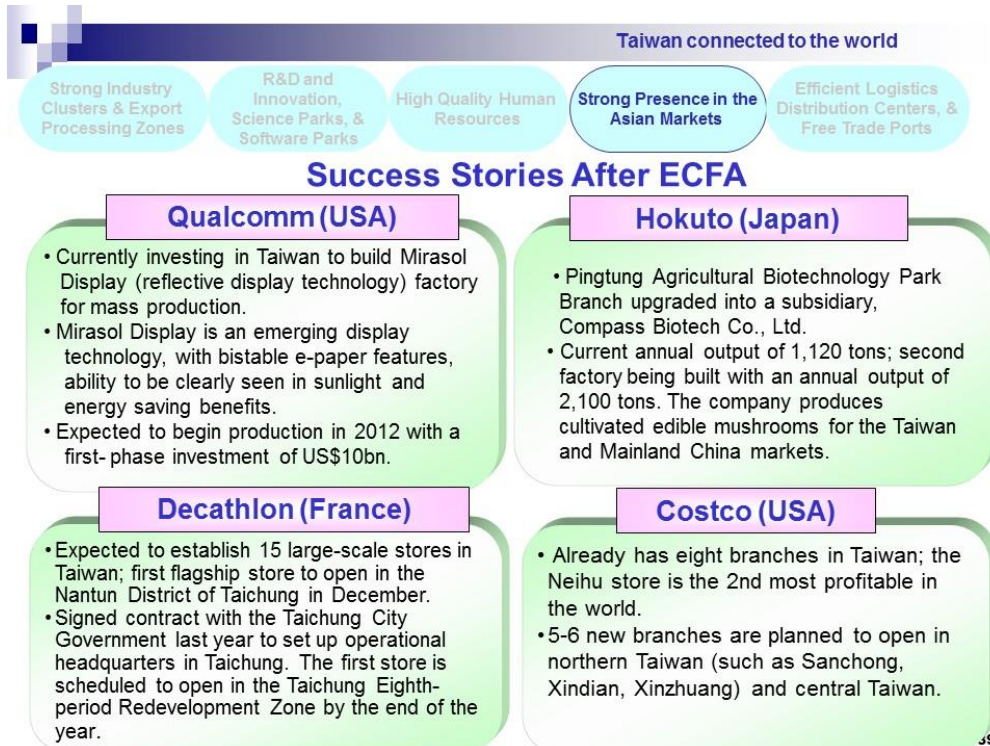 Taiwan connected to the world
Strong Industry
Clusters & Export
Processing Zones
R&D and
Innovation,
Science Parks, &
Software Parks
High Quality Human
Resources
Strong Presence in the
Asian Markets
Efficient Logistics
Distribution Centers, &
Free Trade Ports
Success Stories After ECFA
Qualcomm (USA)
• Currently investing in Taiwan to build Mirasol
Display (reflective display technology) factory
for mass production.
• Mirasol Display is an emerging display
technology, with bistable e-paper features,
ability to be clearly seen in sunlight and
energy saving benefits.
• Expected to begin production in 2012 with a
first- phase investment of US$10bn.
Hokuto (Japan)
• Pingtung Agricultural Biotechnology Park
Branch upgraded into a subsidiary,
Compass Biotech Co., Ltd.
• Current annual output of 1,120 tons; second
factory being built with an annual output of
2,100 tons. The company produces
cultivated edible mushrooms for the Taiwan
and Mainland China markets.
Decathlon (France)
• Expected to establish 15 large-scale stores in
Taiwan; first flagship store to open in the
Nantun District of Taichung in December.
• Signed contract with the Taichung City
Government last year to set up operational
headquarters in Taichung. The first store is
scheduled to open in the Taichung Eighth-
period Redevelopment Zone by the end of the
year.
Costco (USA)
• Already has eight branches in Taiwan; the
Neihu store is the 2nd most profitable in
the world.
• 5-6 new branches are planned to open in
northern Taiwan (such as Sanchong,
Xindian, Xinzhuang) and central Taiwan.